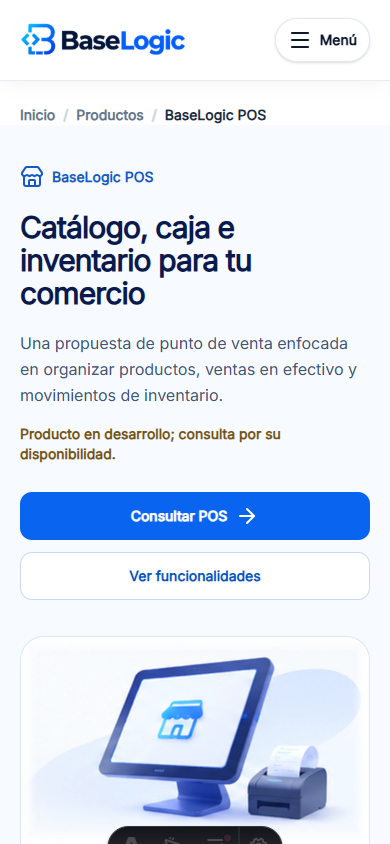 BaseLogic
Menú
Inicio / Productos / BaseLogic POS
BaseLogic POS
Catálogo, caja e
inventario para tu
comercio
Una propuesta de punto de venta enfocada
en organizar productos, ventas en efectivo y
movimientos de inventario.
Producto en desarrollo; consulta por su
disponibilidad.
Consultar POS
Ver funcionalidades